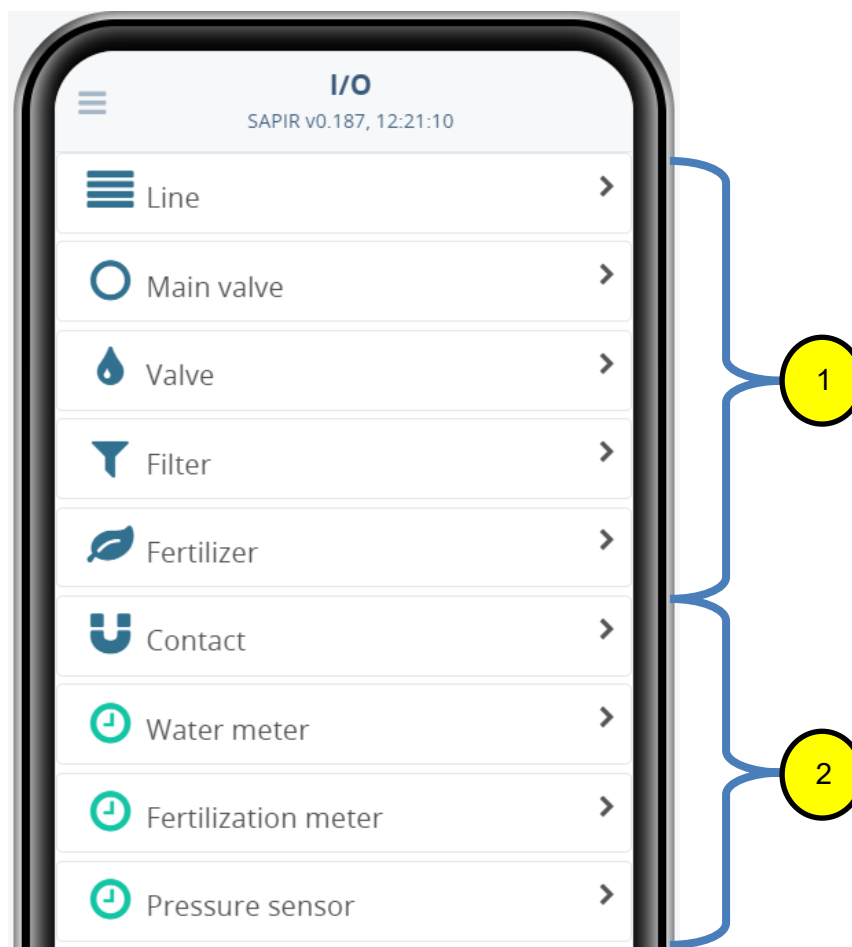 I/O
SAPIR v0.187, 12:21:10
Line
Main valve
Valve
Filter
Fertilizer
Contact
Water meter
Fertilization meter
Pressure sensor
1
2